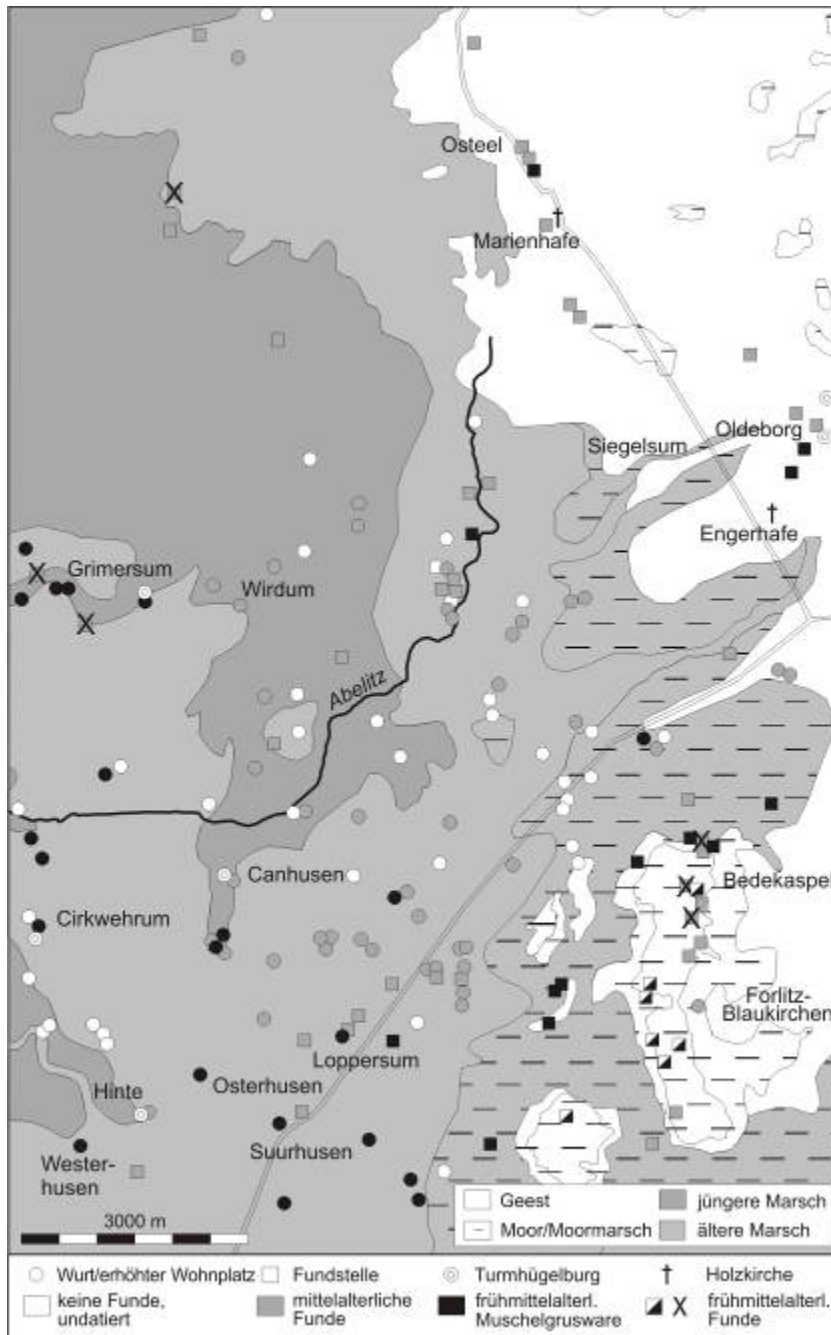 Osteel
Marienhafe
Siegelsum
Oldeborg
Engerhafe
Grimersum
Wirdum
Abelitz
Canhusen
Bedekaspel
Cirkwehrum
Forlitz-
Blaukirchen
Loppersum
Hinte
Osterhusen
Suurhusen
Wester-
husen
3000 m
Geest
jüngere Marsch
Moor/Moormarsch
ältere Marsch
Wurt/erhöhter Wohnplatz
Fundstelle
Turmhügelburg
Holzkirche
keine Funde,
undatiert
mittelalterliche
Funde
frühmittelalterl.
Muschelgrusware
frühmittelalterl.
Funde